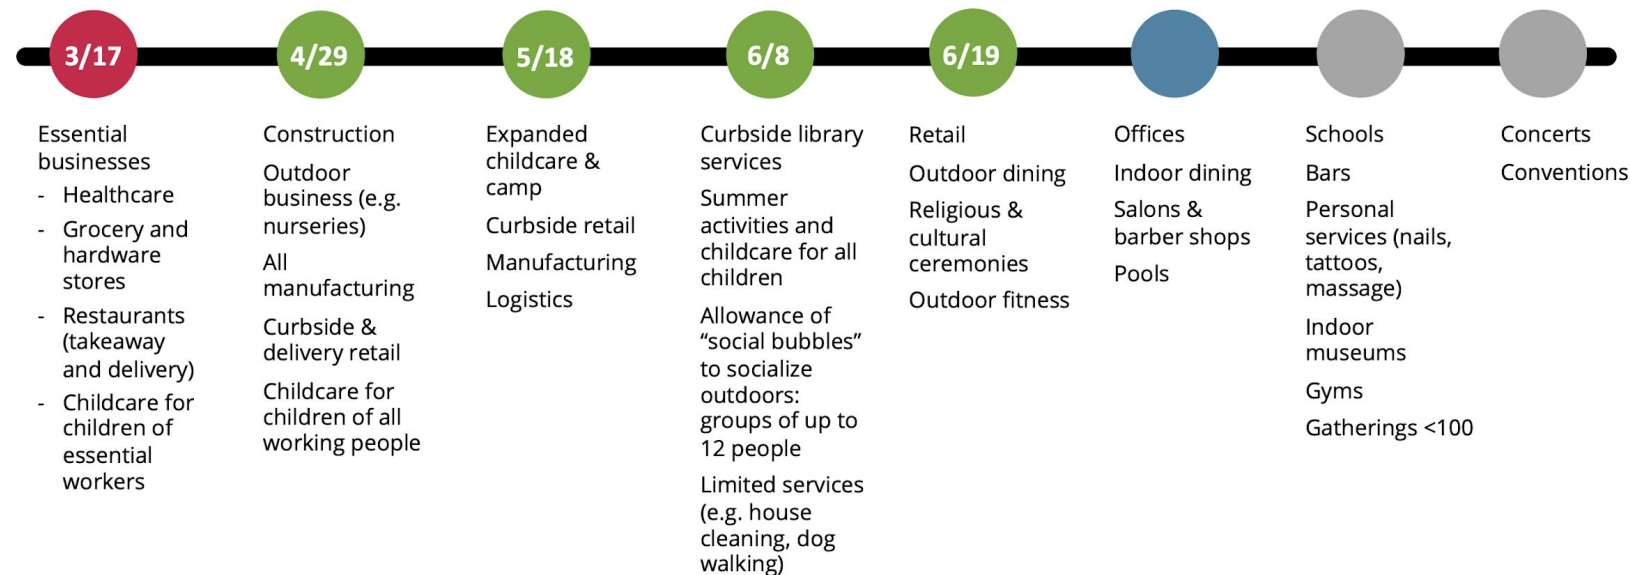 3/17
4/29
5/18
6/8
6/19
Essential
businesses
- Healthcare
- Grocery and
hardware
stores
- Restaurants
(takeaway
and delivery)
- Childcare for
children of
essential
workers
Construction
Outdoor
business (e.g.
nurseries)
All
manufacturing
Curbside &
delivery retail
Childcare for
children of all
working people
Expanded
childcare &
camp
Curbside retail
Manufacturing
Logistics
Curbside library
services
Summer
activities and
childcare for all
children
Allowance of
“social bubbles”
to socialize
outdoors:
groups of up to
12 people
Limited services
(e.g. house
cleaning, dog
walking)
Retail
Outdoor dining
Religious &
cultural
ceremonies
Outdoor fitness
Offices
Indoor dining
Salons &
barber shops
Pools
Schools
Bars
Personal
services (nails,
tattoos,
massage)
Indoor
museums
Gyms
Gatherings <100
Concerts
Conventions